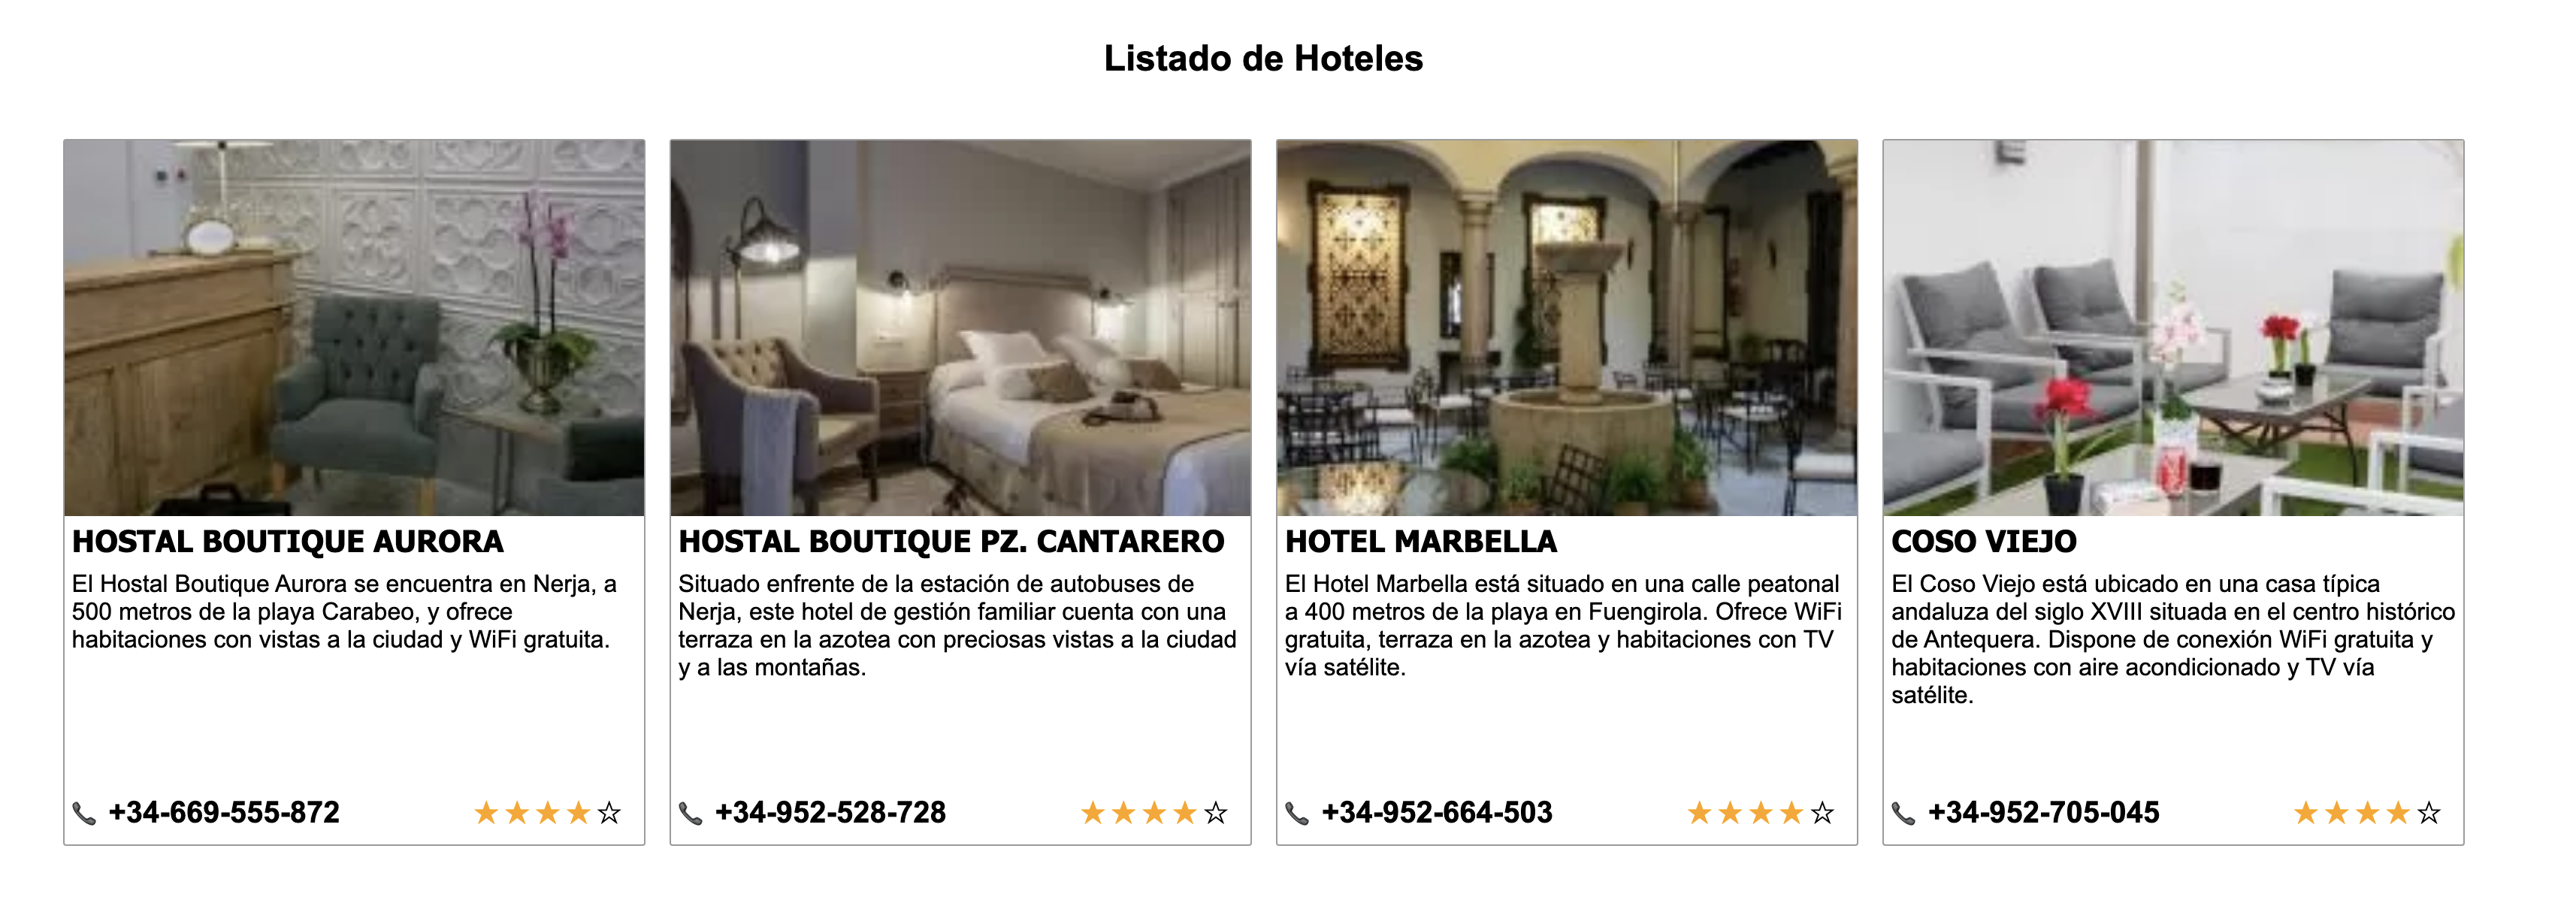 Listado de Hoteles
HOSTAL BOUTIQUE AURORA
El Hostal Boutique Aurora se encuentra en Nerja, a
500 metros de la playa Carabeo, y ofrece
habitaciones con vistas a la ciudad y WiFi gratuita.
+34-669-555-872
HOSTAL BOUTIQUE PZ. CANTARERO
Situado enfrente de la estación de autobuses de
Nerja, este hotel de gestión familiar cuenta con una
terraza en la azotea con preciosas vistas a la ciudad
y a las montañas.
+34-952-528-728
HOTEL MARBELLA
El Hotel Marbella está situado en una calle peatonal
a 400 metros de la playa en Fuengirola. Ofrece WiFi
gratuita, terraza en la azotea y habitaciones con TV
vía satélite.
+34-952-664-503
COSO VIEJO
El Coso Viejo está ubicado en una casa típica
andaluza del siglo XVIII situada en el centro histórico
de Antequera. Dispone de conexión WiFi gratuita y
habitaciones con aire acondicionado y TV vía
satélite.
+34-952-705-045